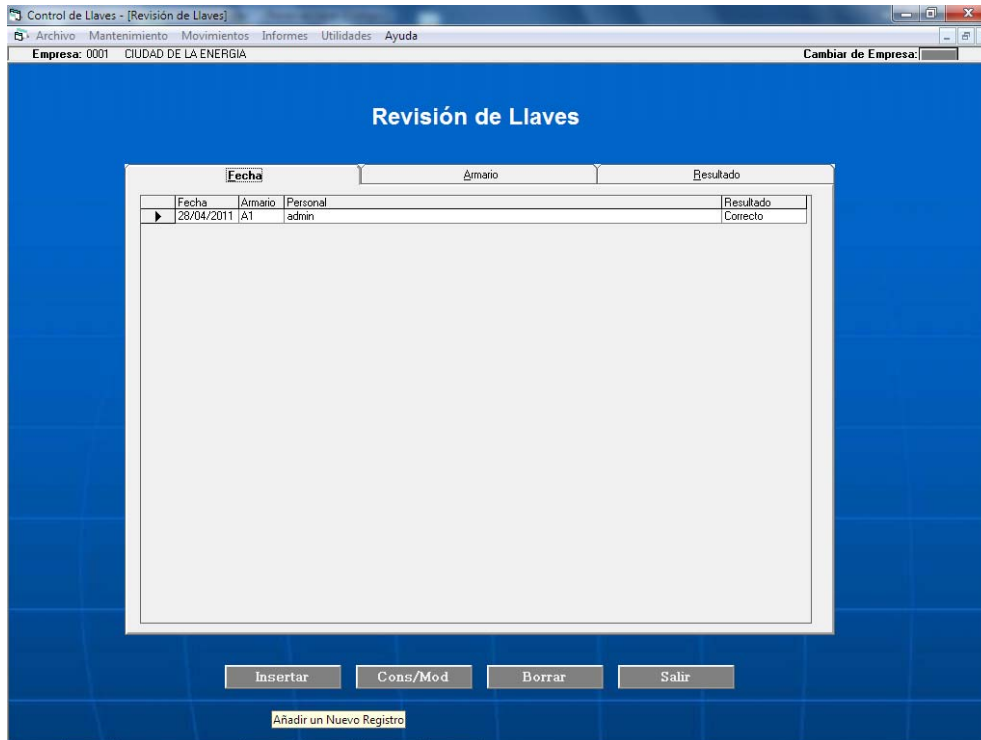 Control de Llaves - [Revisión de Llaves]
Archivo Mantenimiento Movimientos Informes Utilidades Ayuda
Empresa: 0001 CIUDAD DE LA ENERGIA Cambiar de Empresa:
Revisión de Llaves
Fecha Armario Resultado
Fecha Armario Personal Resultado
28/04/2011 A1 admin Correcto
Insertar Cons/Mod Borrar Salir
Añadir un Nuevo Registro